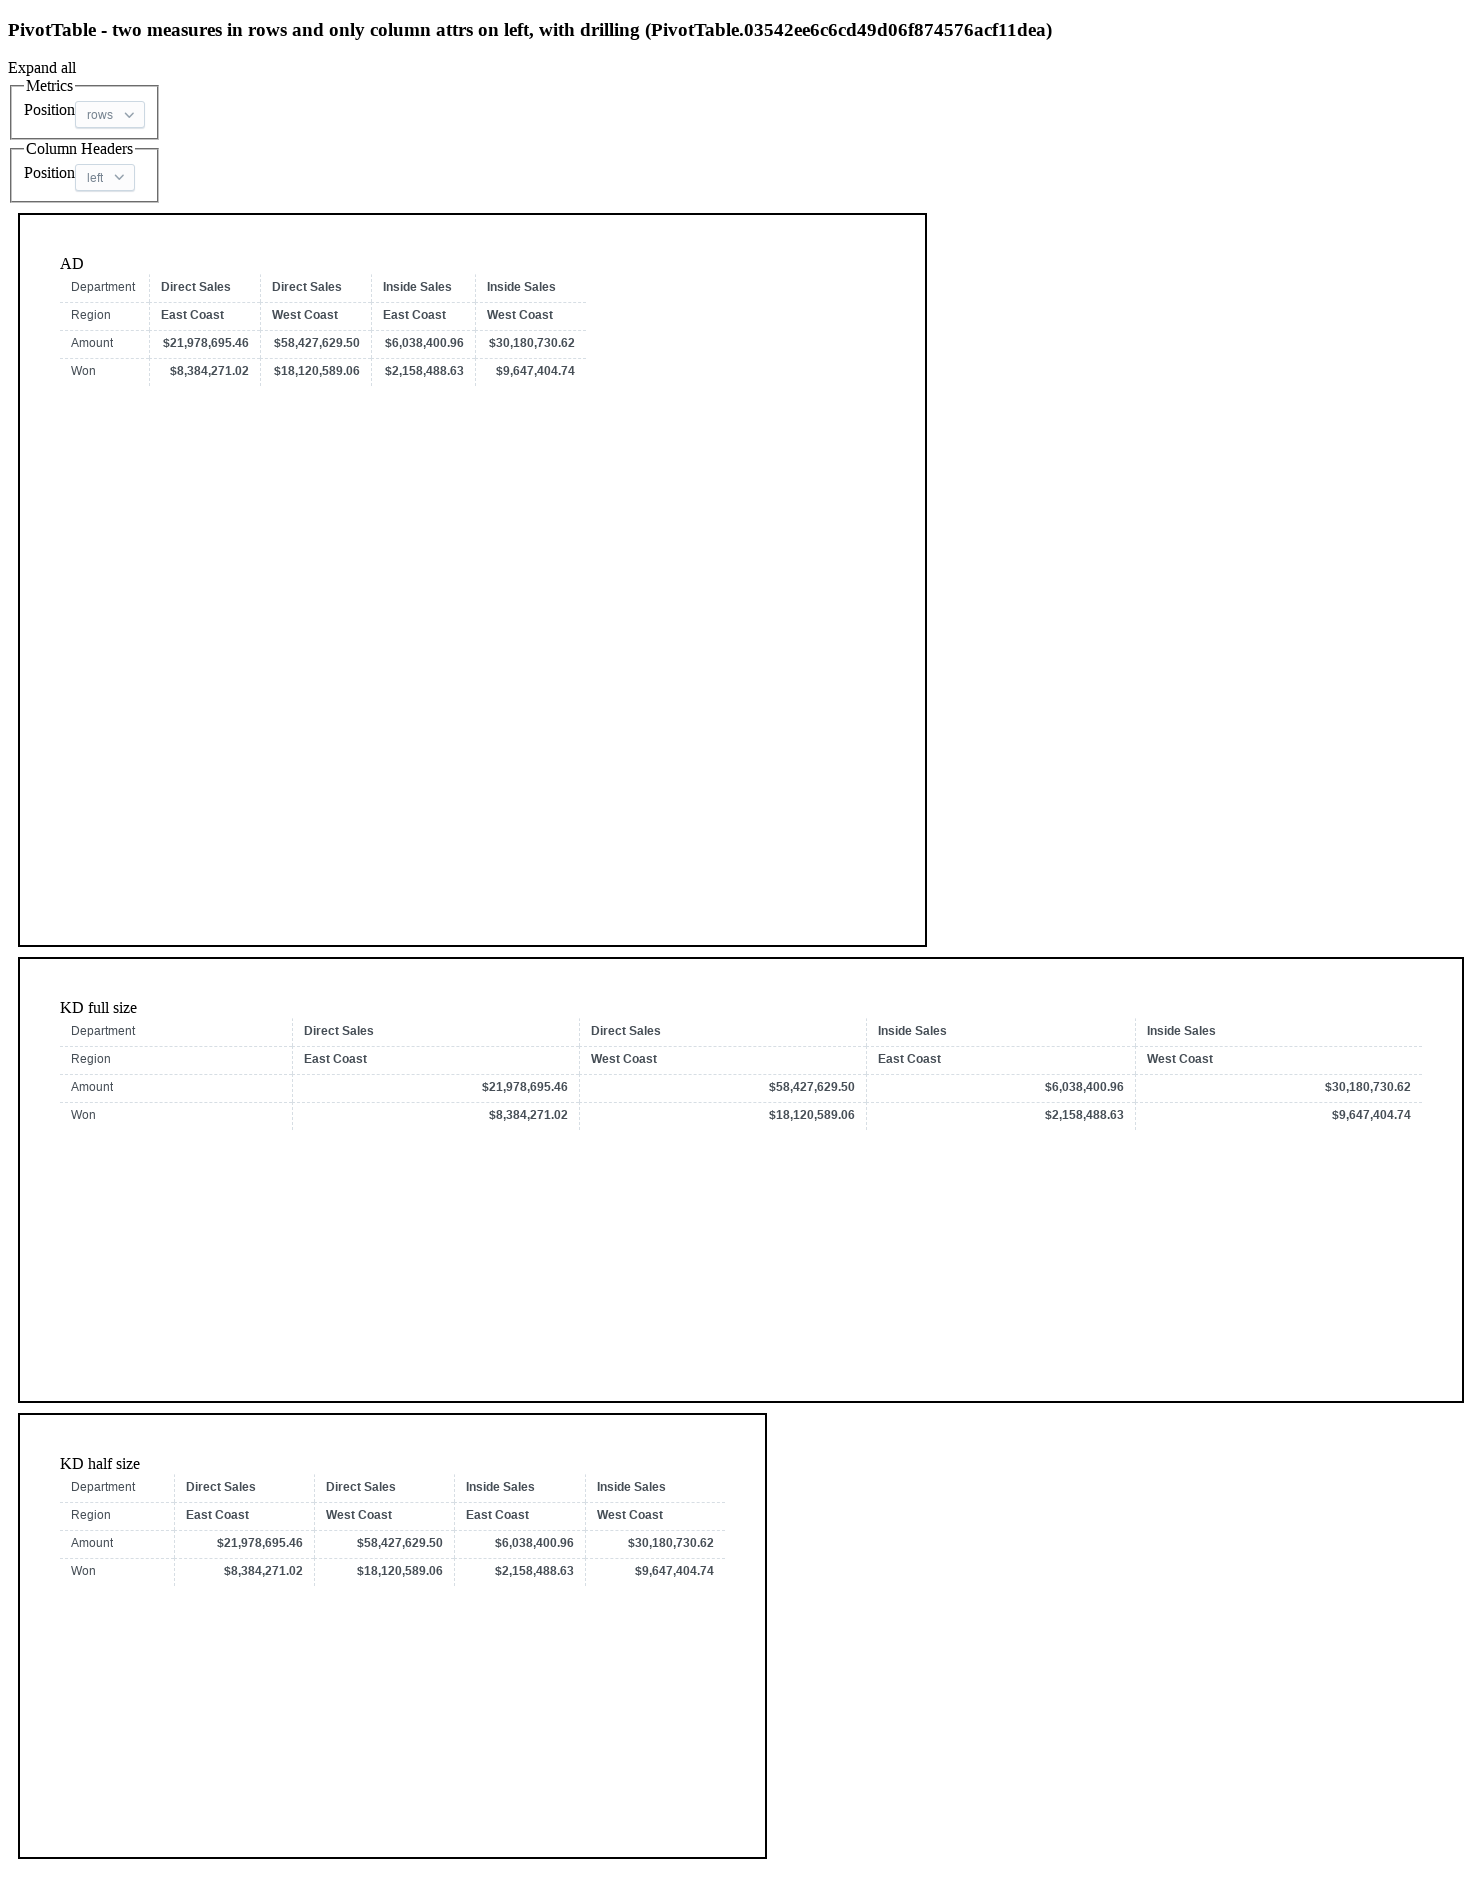 PivotTable - two measures in rows and only column attrs on left, with drilling (PivotTable.03542ee6c6cd49d06f874576acf11dea)
Expand all
Metrics
Position rows
Column Headers
Position left
AD
Department Direct Sales Direct Sales Inside Sales Inside Sales
Region East Coast West Coast East Coast West Coast
Amount $21,978,695.46 $58,427,629.50 $6,038,400.96 $30,180,730.62
Won $8,384,271.02 $18,120,589.06 $2,158,488.63 $9,647,404.74
KD full size
Department Direct Sales Direct Sales Inside Sales Inside Sales
Region East Coast West Coast East Coast West Coast
Amount $21,978,695.46 $58,427,629.50 $6,038,400.96 $30,180,730.62
Won $8,384,271.02 $18,120,589.06 $2,158,488.63 $9,647,404.74
KD half size
Department Direct Sales Direct Sales Inside Sales Inside Sales
Region East Coast West Coast East Coast West Coast
Amount $21,978,695.46 $58,427,629.50 $6,038,400.96 $30,180,730.62
Won $8,384,271.02 $18,120,589.06 $2,158,488.63 $9,647,404.74